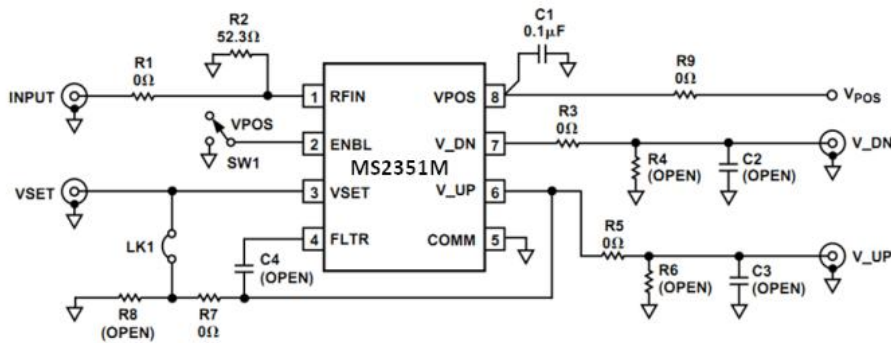 C1
0.1µF
R2
52.3Ω
R1
0Ω
R9
0Ω
INPUT
1
RFIN
VPOS
8
VPOS
R3
0Ω
VPOS
SW1
2
ENBL
V_DN
7
V_DN
MS2351M
R4
(OPEN)
C2
(OPEN)
VSET
3
VSET
V_UP
6
R5
0Ω
LK1
4
FLTR
COMM
5
V_UP
C4
(OPEN)
R6
(OPEN)
C3
(OPEN)
R8
(OPEN)
R7
0Ω